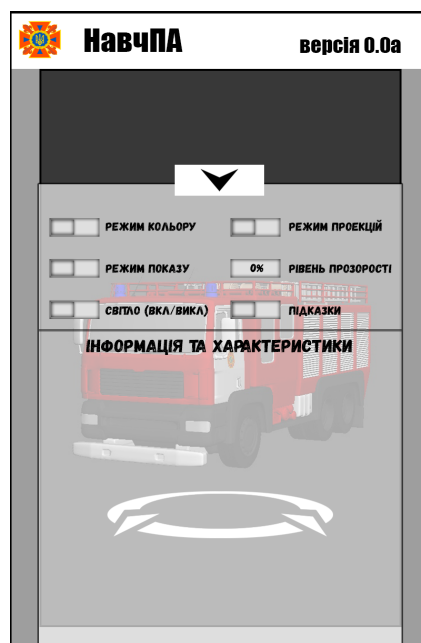 НавчПА
версія 0.0а
РЕЖИМ КОЛЬОРУ
РЕЖИМ ПРОЕКЦІЙ
РЕЖИМ ПОКАЗУ
0% РІВЕНЬ ПРОЗОРОСТІ
СВІТЛО (ВКЛ/ВИКЛ)
ПІДКАЗКИ
ІНФОРМАЦІЯ ТА ХАРАКТЕРИСТИКИ